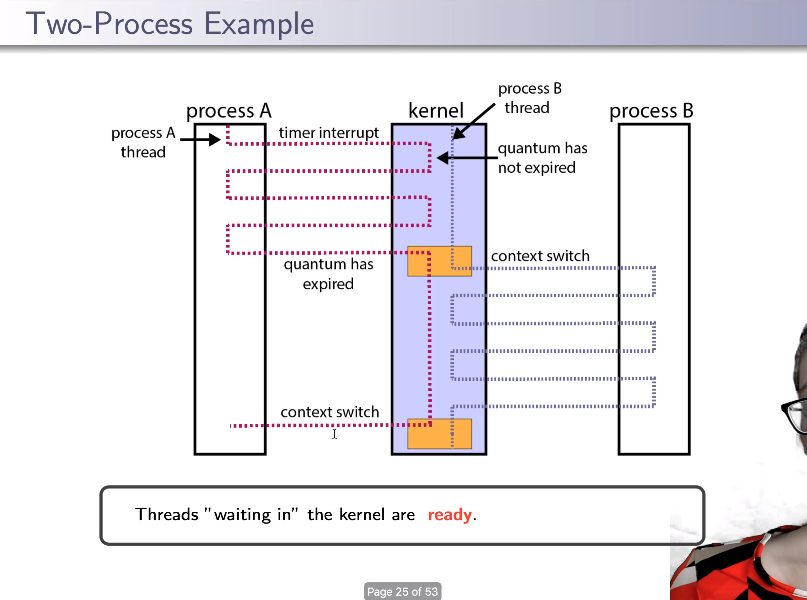 Two-Process Example
process B
thread
process A
kernel
process B
process A
thread
timer interrupt
quantum has
not expired
context switch
quantum has
expired
context switch
Threads "waiting in" the kernel are ready.
Page 25 of 53